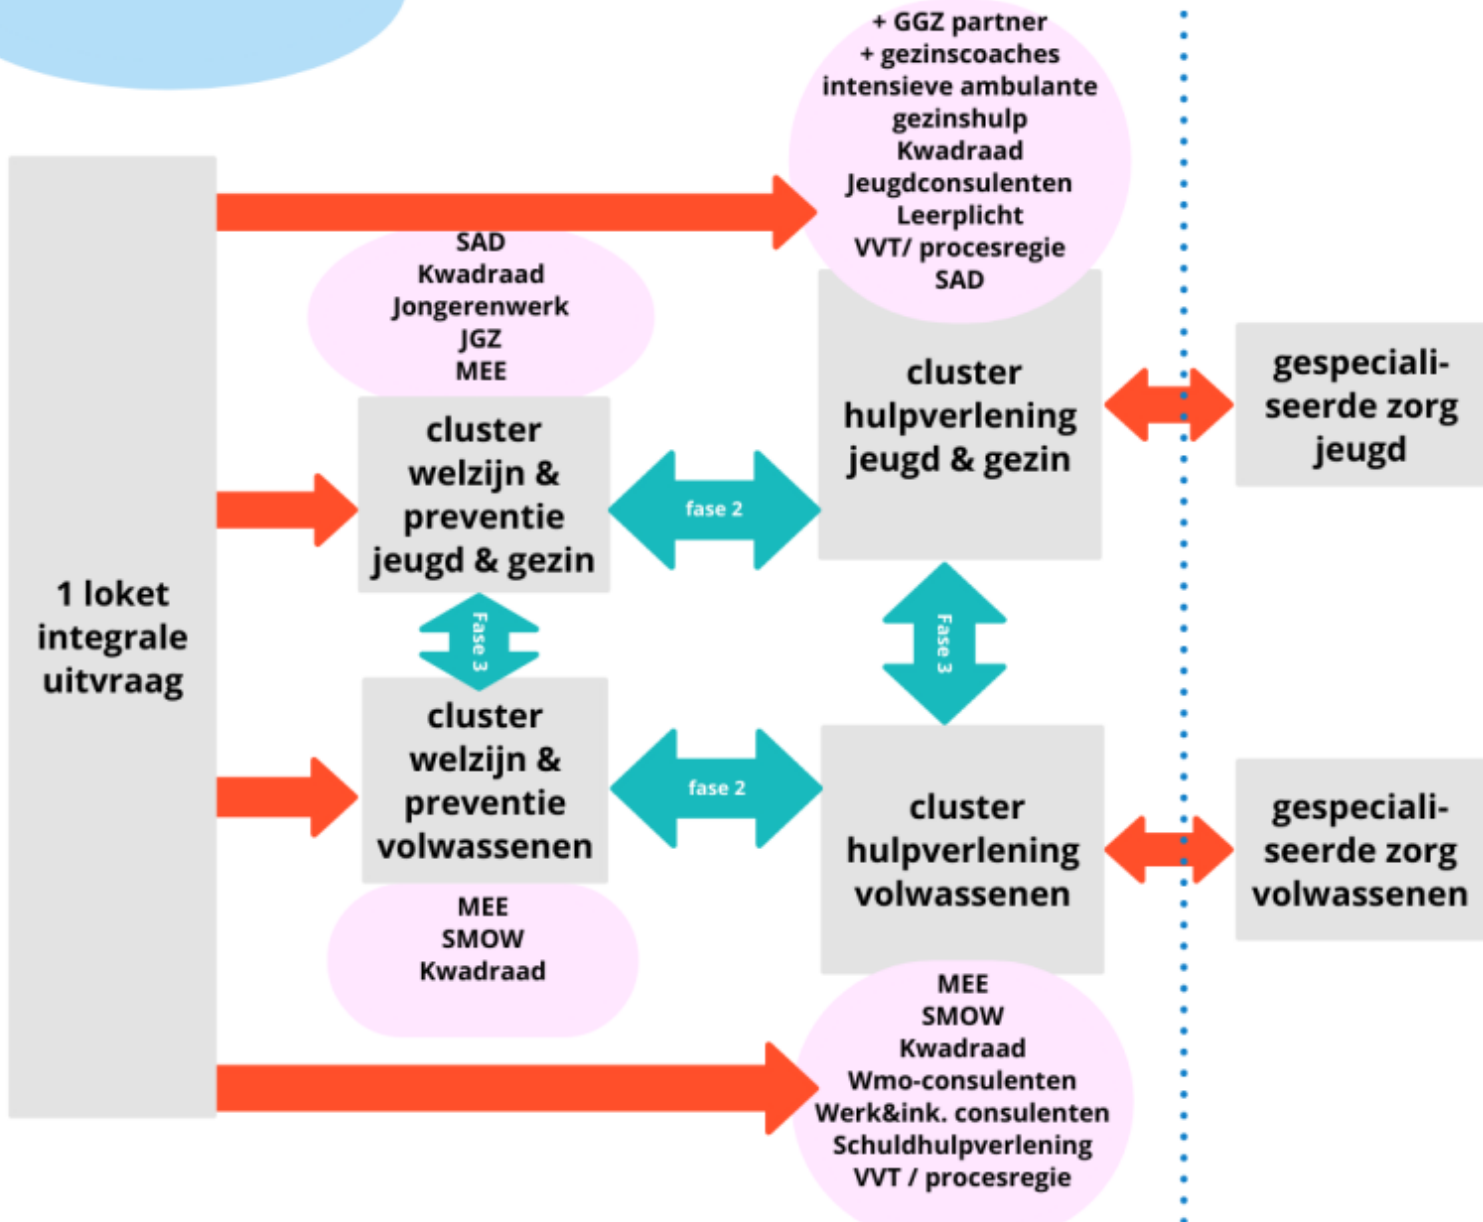 + GGZ partner
+ gezinscoaches
intensieve ambulante
gezinshulp
Kwadraad
Jeugdconsulenten
Leerplicht
VVT/ procesregie
SAD
SAD
Kwadraad
Jongerenwerk
JGZ
MEE
cluster
welzijn &
preventie
jeugd & gezin
fase 2
cluster
hulpverlening
jeugd & gezin
gespeciali-
seerde zorg
jeugd
1 loket
integrale
uitvraag
Fase 3
Fase 3
cluster
welzijn &
preventie
volwassenen
fase 2
cluster
hulpverlening
volwassenen
gespeciali-
seerde zorg
volwassenen
MEE
SMOW
Kwadraad
MEE
SMOW
Kwadraad
Wmo-consulenten
Werk&ink. consulenten
Schuldhulpverlening
VVT / procesregie